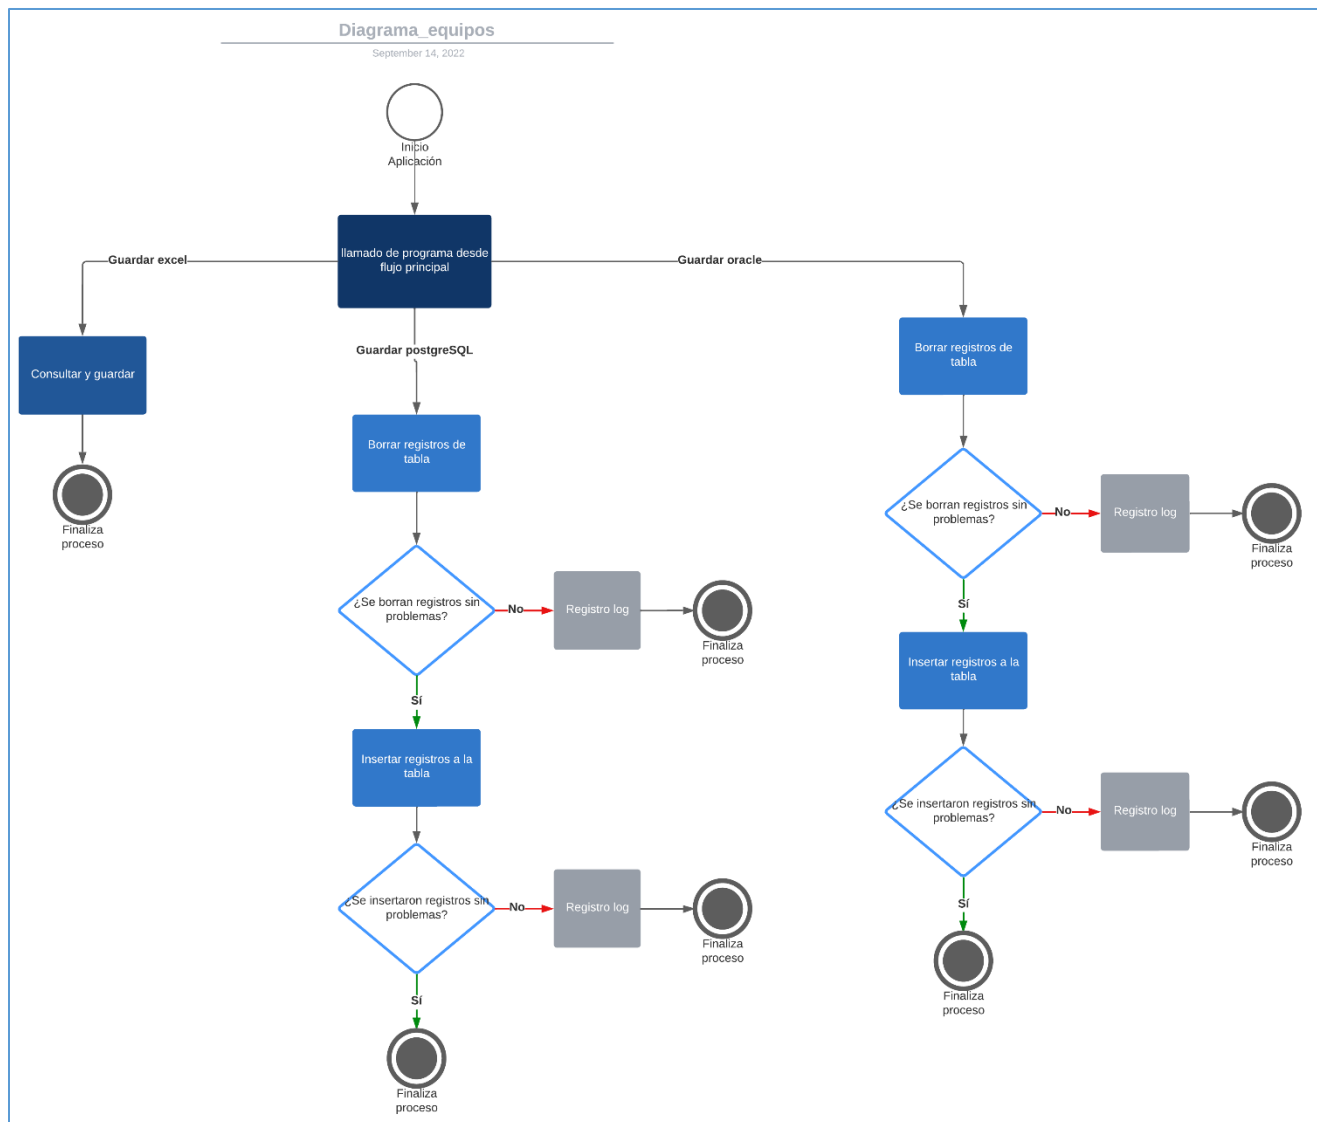 Diagrama_equipos
September 14, 2022
Inicio
Aplicación
llamado de programa desde
flujo principal
Guardar excel
Guardar oracle
Guardar postgreSQL
Consultar y guardar
Finaliza
proceso
Borrar registros de
tabla
¿Se borran registros sin
problemas?
No
Registro log
Finaliza
proceso
Sí
Insertar registros a la
tabla
¿Se insertaron registros sin
problemas?
No
Registro log
Finaliza
proceso
Sí
Finaliza
proceso
Borrar registros de
tabla
¿Se borran registros sin
problemas?
No
Registro log
Finaliza
proceso
Sí
Insertar registros a la
tabla
¿Se insertaron registros sin
problemas?
No
Registro log
Finaliza
proceso
Sí
Finaliza
proceso